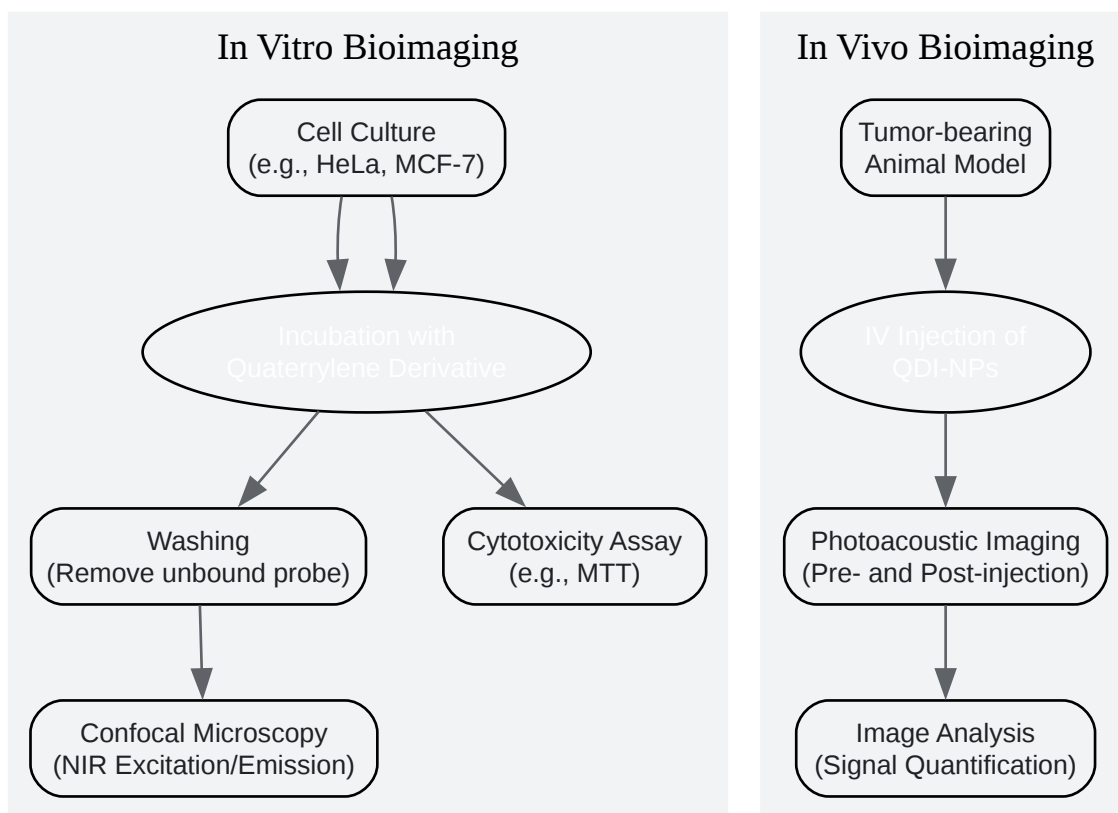 In Vitro Bioimaging
Cell Culture
(e.g., HeLa, MCF-7)
Incubation with
Quaterrylene Derivative
Washing
(Remove unbound probe)
Cytotoxicity Assay
(e.g., MTT)
Confocal Microscopy
(NIR Excitation/Emission)
In Vivo Bioimaging
Tumor-bearing
Animal Model
IV Injection of
QDI-NPs
Photoacoustic Imaging
(Pre- and Post-injection)
Image Analysis
(Signal Quantification)